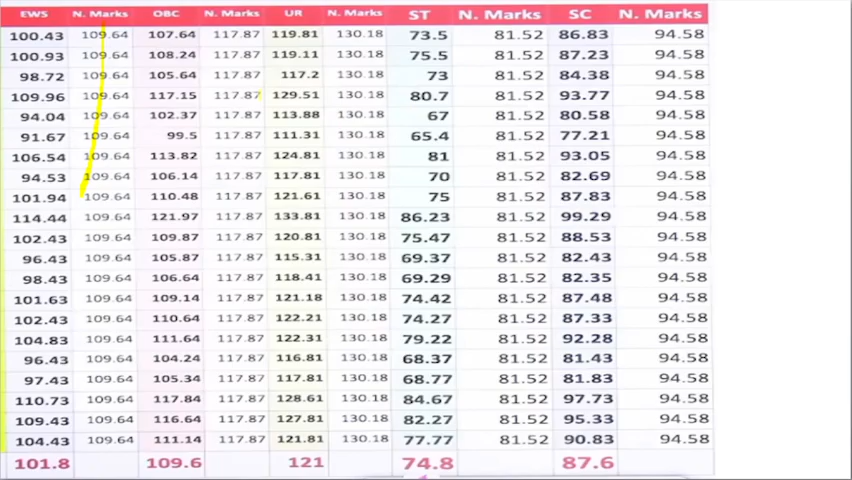 EWS N. Marks OBC N. Marks UR N. Marks ST N. Marks SC N. Marks
100.43 109.64 107.64 117.87 119.81 130.18 73.5 81.52 86.83 94.58
100.93 109.64 108.24 117.87 119.11 130.18 75.5 81.52 87.23 94.58
98.72 109.64 105.64 117.87 117.2 130.18 73 81.52 84.38 94.58
109.96 109.64 117.15 117.87 129.51 130.18 80.7 81.52 93.77 94.58
94.04 109.64 102.37 117.87 113.88 130.18 67 81.52 80.58 94.58
91.67 109.64 99.5 117.87 111.31 130.18 65.4 81.52 77.21 94.58
106.54 109.64 113.82 117.87 124.81 130.18 81 81.52 93.05 94.58
94.53 109.64 106.14 117.87 117.81 130.18 70 81.52 82.69 94.58
101.94 109.64 110.48 117.87 121.61 130.18 75 81.52 87.83 94.58
114.44 109.64 121.97 117.87 133.81 130.18 86.23 81.52 99.29 94.58
102.43 109.64 109.87 117.87 120.81 130.18 75.47 81.52 88.53 94.58
96.43 109.64 105.87 117.87 115.31 130.18 69.37 81.52 82.43 94.58
98.43 109.64 106.64 117.87 118.41 130.18 69.29 81.52 82.35 94.58
101.63 109.64 109.14 117.87 121.18 130.18 74.42 81.52 87.48 94.58
102.43 109.64 110.64 117.87 122.21 130.18 74.27 81.52 87.33 94.58
104.83 109.64 111.64 117.87 122.31 130.18 79.22 81.52 92.28 94.58
96.43 109.64 104.24 117.87 116.81 130.18 68.37 81.52 81.43 94.58
97.43 109.64 105.34 117.87 117.81 130.18 68.77 81.52 81.83 94.58
110.73 109.64 117.84 117.87 128.61 130.18 84.67 81.52 97.73 94.58
109.43 109.64 116.64 117.87 127.81 130.18 82.27 81.52 95.33 94.58
104.43 109.64 111.14 117.87 121.81 130.18 77.77 81.52 90.83 94.58
101.8 109.6 121 74.8 87.6